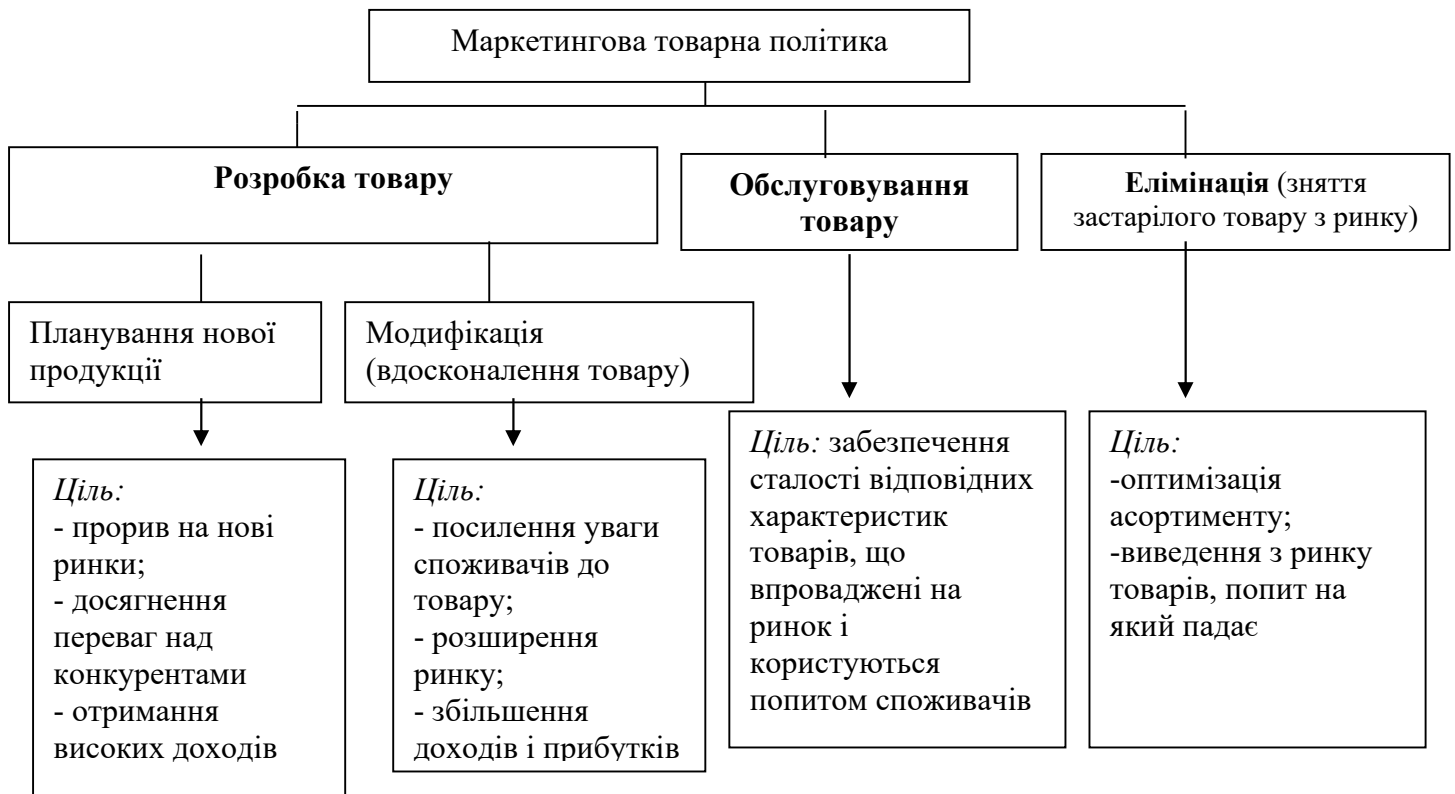 Маркетингова товарна політика
Розробка товару
Обслуговування
товару
Елімінація (зняття
застарілого товару з ринку)
Планування нової
продукції
Модифікація
(вдосконалення товару)
Ціль:
- прорив на нові
ринки;
- досягнення
переваг над
конкурентами
- отримання
високих доходів
Ціль:
- посилення уваги
споживачів до
товару;
- розширення
ринку;
- збільшення
доходів і прибутків
Ціль: забезпечення
сталості відповідних
характеристик
товарів, що
впроваджені на
ринок і
користуються
попитом споживачів
Ціль:
-оптимізація
асортименту;
-виведення з ринку
товарів, попит на
який падає